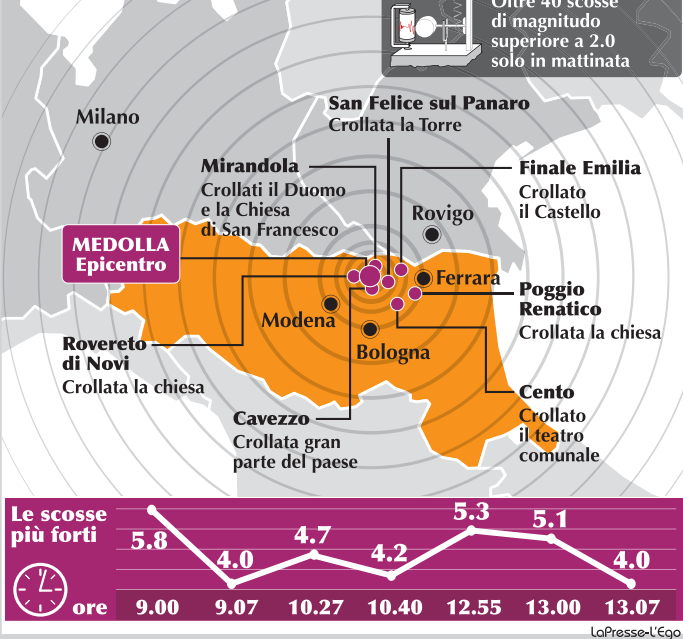 Oltre 40 scosse
di magnitudo
superiore a 2.0
solo in mattinata
San Felice sul Panaro
Crollata la Torre
Milano
Mirandola
Crollati il Duomo
e la Chiesa
di San Francesco
Finale Emilia
Crollato
il Castello
Rovigo
MEDOLLA
Epicentro
Ferrara
Poggio
Renatico
Crollata la chiesa
Modena
Bologna
Rovereto
di Novi
Crollata la chiesa
Cento
Crollato
il teatro
comunale
Cavezzo
Crollata gran
parte del paese
Le scosse
più forti
5.8
4.0
4.7
4.2
5.3
5.1
4.0
ore 9.00 9.07 10.27 10.40 12.55 13.00 13.07
LaPresse-L'Ego